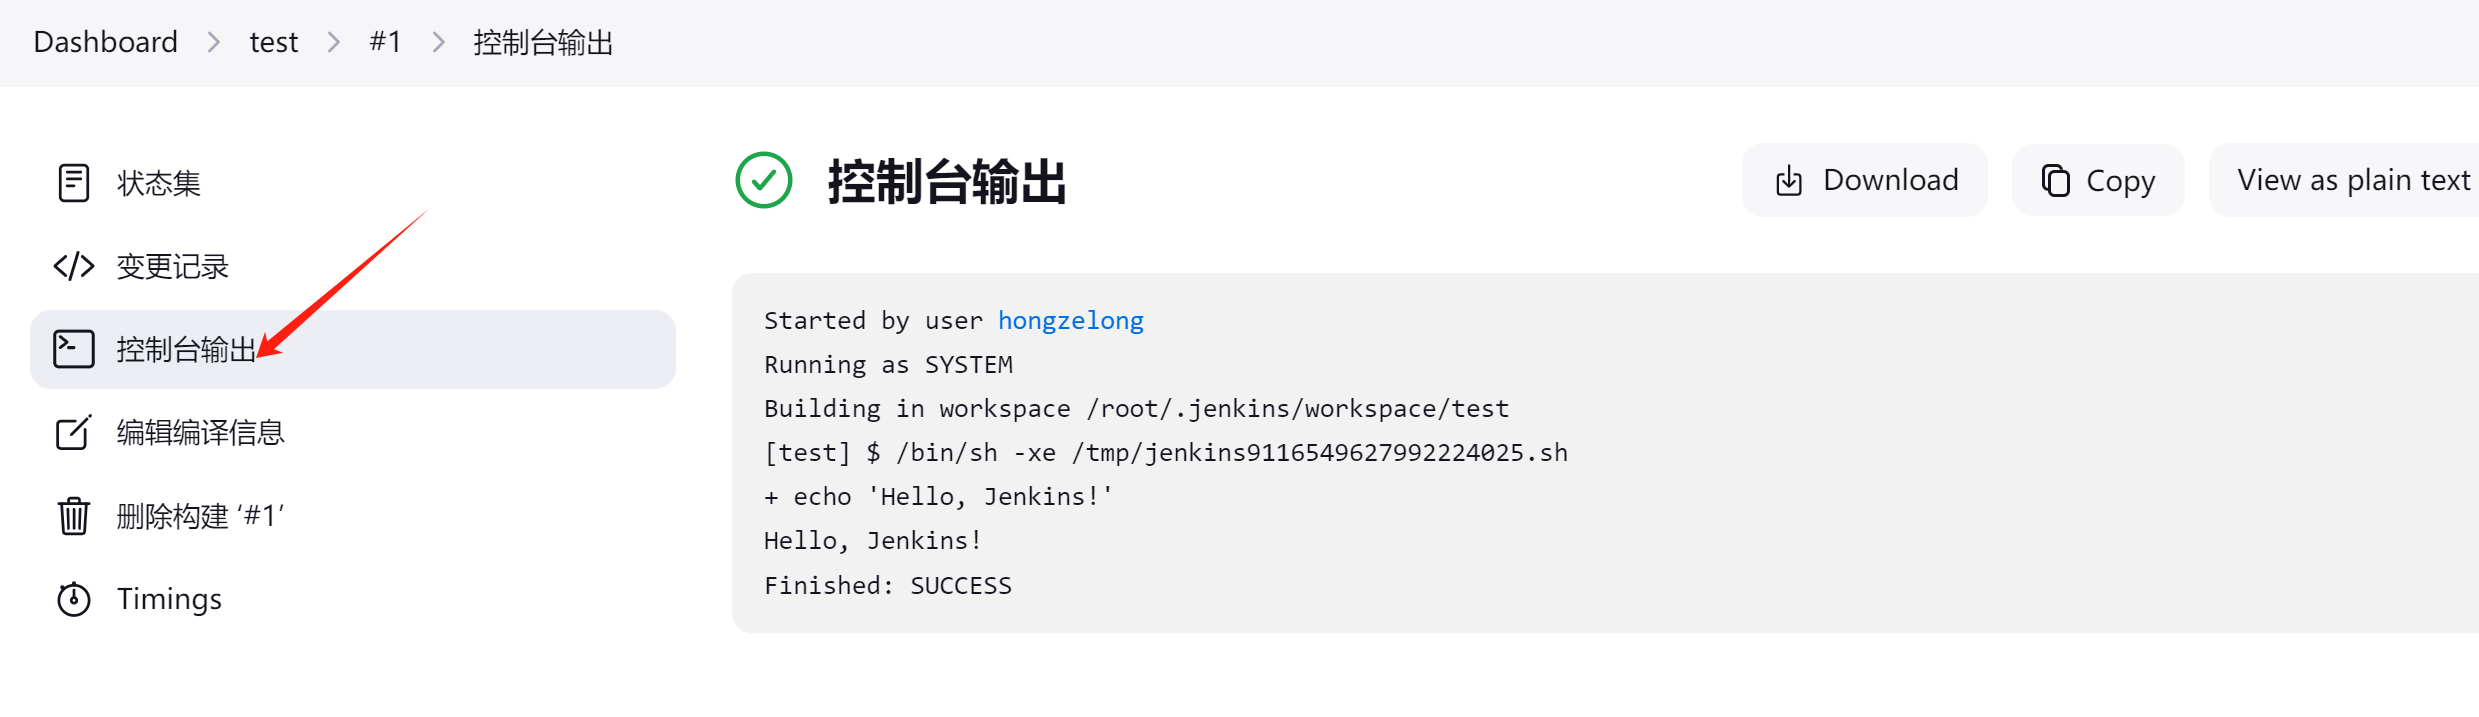 Dashboard > test > #1 > 控制台输出
状态集
变更记录
控制台输出
编辑编译信息
删除构建 ‘#1’
Timings
控制台输出
Download
Copy
View as plain text
Started by user hongzelong
Running as SYSTEM
Building in workspace /root/.jenkins/workspace/test
[test] $ /bin/sh -xe /tmp/jenkins9116549627992224025.sh
+ echo 'Hello, Jenkins!'
Hello, Jenkins!
Finished: SUCCESS